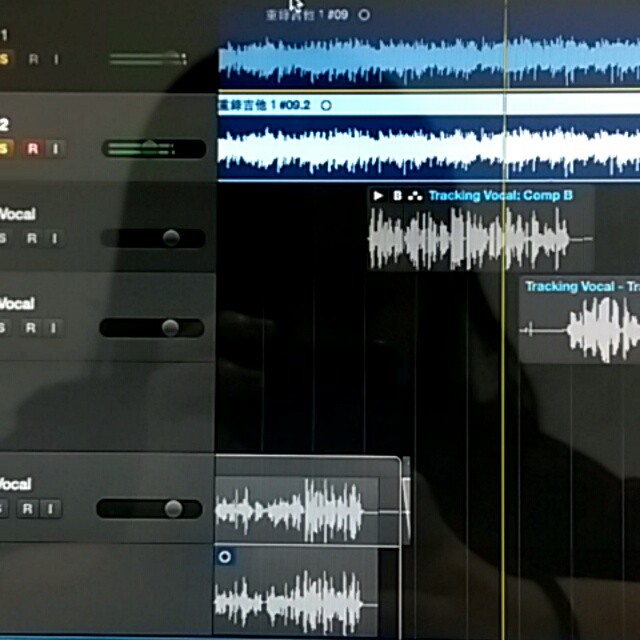 重錄吉他 1 #09
1
S R I
重錄吉他 1 #09.2
2
S R I
B Tracking Vocal: Comp B
Vocal
S R I
Tracking Vocal - Tra
Vocal
S R I
Vocal
S R I